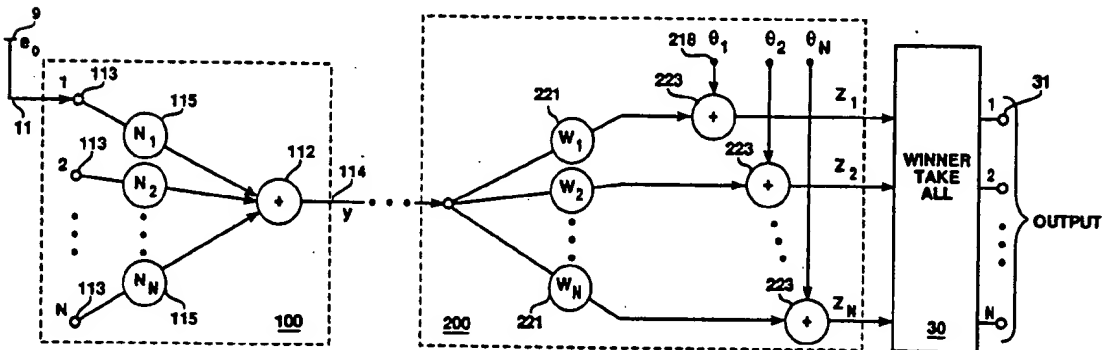 9
e0
11
1
113
115
N1
2
113
N2
112
+
114
y
NN
N
113
115
100
221
W1
W2
WN
221
200
218
θ1
θ2
θN
223
+
223
+
223
+
Z1
Z2
ZN
WINNER
TAKE
ALL
30
1
31
2
N
OUTPUT